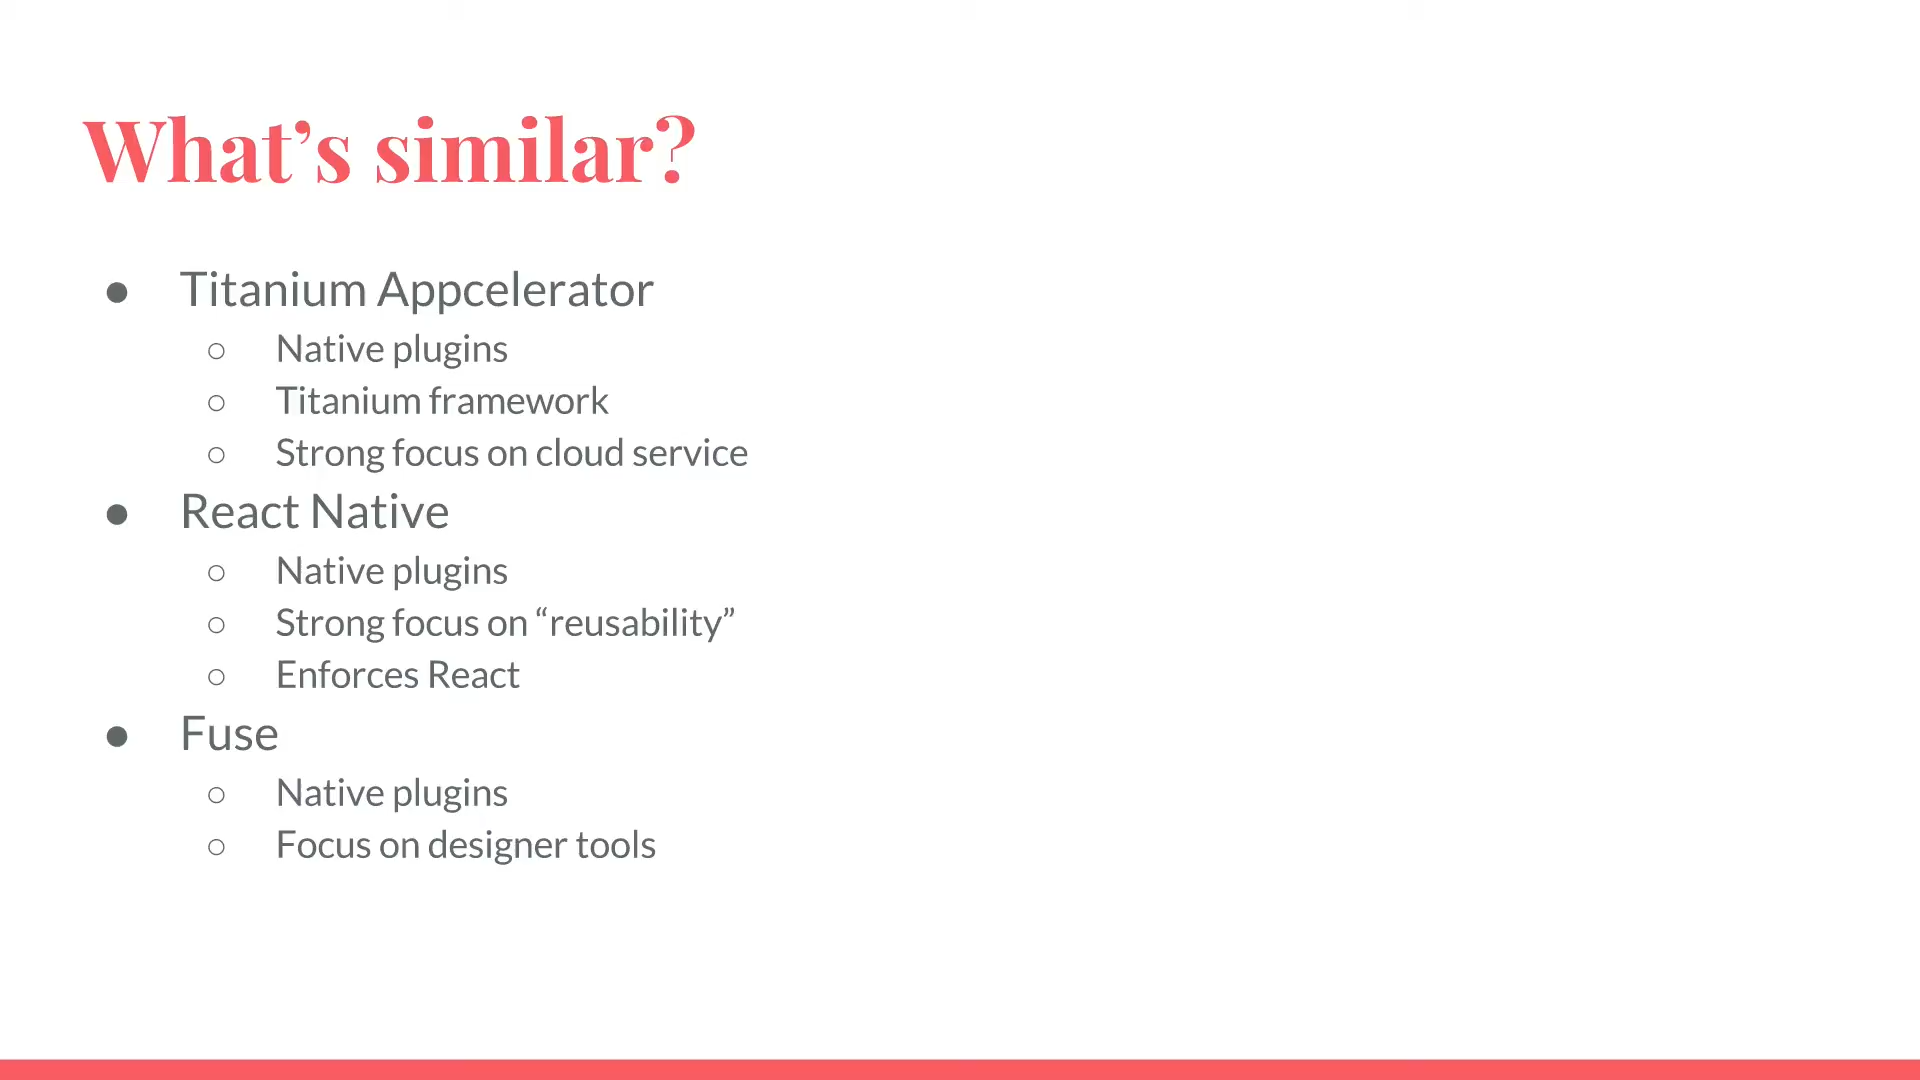 What’s similar?
● Titanium Appcelerator
○ Native plugins
○ Titanium framework
○ Strong focus on cloud service
● React Native
○ Native plugins
○ Strong focus on “reusability”
○ Enforces React
● Fuse
○ Native plugins
○ Focus on designer tools